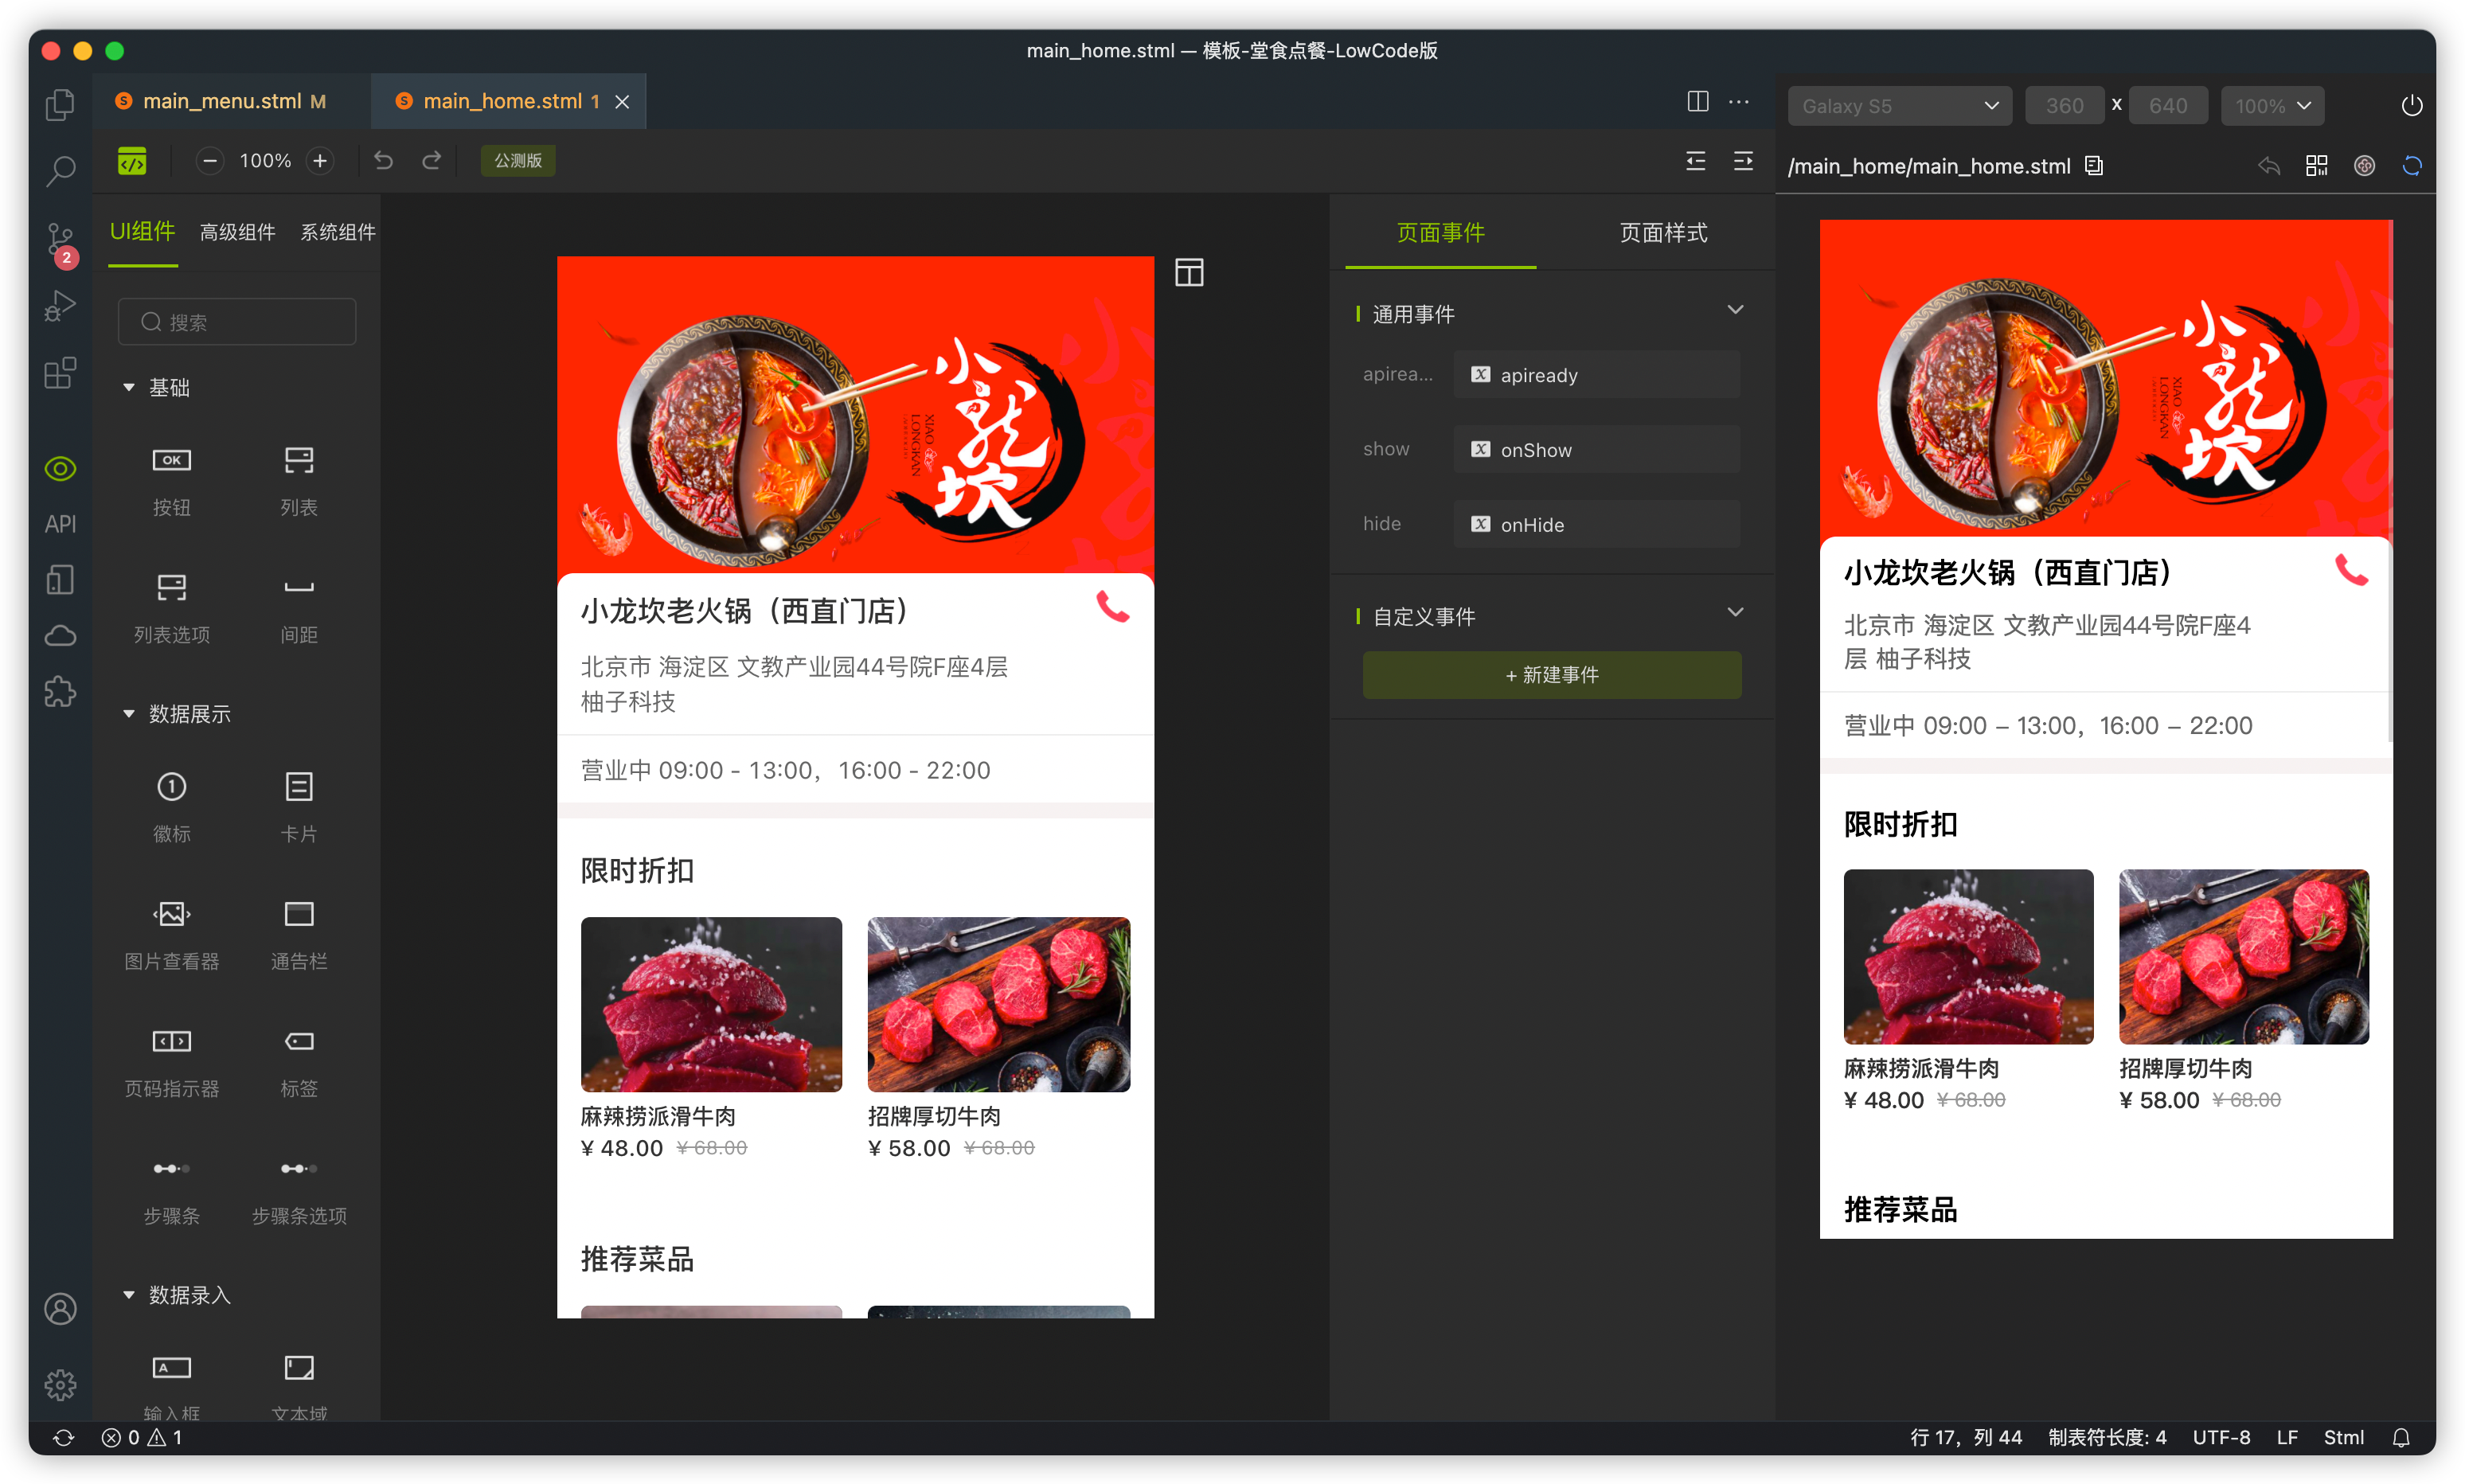 main_home.stml — 模板-堂食点餐-LowCode版
main_menu.stml M
main_home.stml 1
100%
公测版
UI组件 高级组件 系统组件
搜索
基础
OK
按钮 列表
列表选项 间距
数据展示
徽标 卡片
图片查看器 通告栏
页码指示器 标签
步骤条 步骤条选项
数据录入
输入框 文本域
API
2
小龙坎
XIAO
LONGKAN
小龙坎老火锅（西直门店）
北京市 海淀区 文教产业园44号院F座4层
柚子科技
营业中 09:00 - 13:00，16:00 - 22:00
限时折扣
麻辣捞派滑牛肉 招牌厚切牛肉
¥ 48.00 ¥ 68.00 ¥ 58.00 ¥ 68.00
推荐菜品
页面事件 页面样式
通用事件
apirea... apiready
show onShow
hide onHide
自定义事件
+ 新建事件
Galaxy S5 360 x 640 100%
/main_home/main_home.stml
小龙坎
XIAO
LONGKAN
小龙坎老火锅（西直门店）
北京市 海淀区 文教产业园44号院F座4
层 柚子科技
营业中 09:00 – 13:00，16:00 – 22:00
限时折扣
麻辣捞派滑牛肉 招牌厚切牛肉
¥ 48.00 ¥ 68.00 ¥ 58.00 ¥ 68.00
推荐菜品
0 1
行 17，列 44 制表符长度: 4 UTF-8 LF Stml